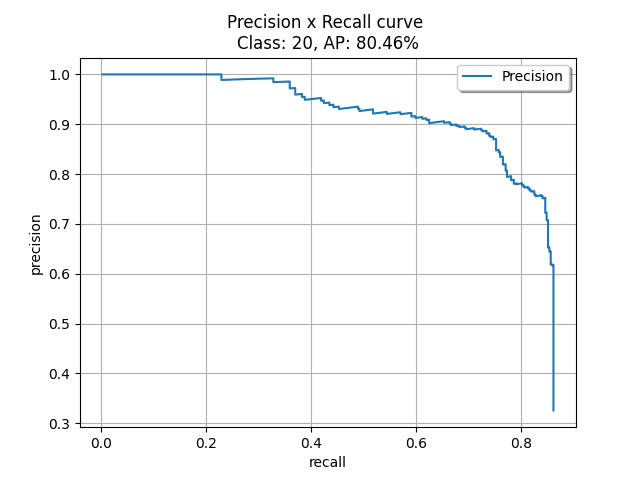 Precision x Recall curve
Class: 20, AP: 80.46%
Precision
1.0
0.9
0.8
0.7
0.6
0.5
0.4
0.3
precision
0.0 0.2 0.4 0.6 0.8
recall